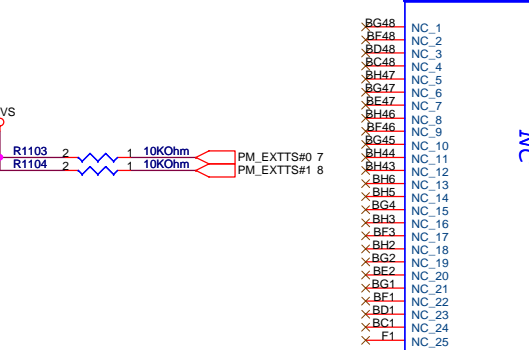 VS
R1103 2 1 10KOhm PM_EXTTS#0 7
R1104 2 1 10KOhm PM_EXTTS#1 8
BG48 NC_1
BF48 NC_2
BD48 NC_3
BC48 NC_4
BH47 NC_5
BG47 NC_6
BE47 NC_7
BH46 NC_8
BF46 NC_9
BG45 NC_10
BH44 NC_11
BH43 NC_12
BH6 NC_13
BH5 NC_14
BG4 NC_15
BH3 NC_16
BF3 NC_17
BH2 NC_18
BG2 NC_19
BE2 NC_20
BG1 NC_21
BF1 NC_22
BD1 NC_23
BC1 NC_24
F1 NC_25
NC